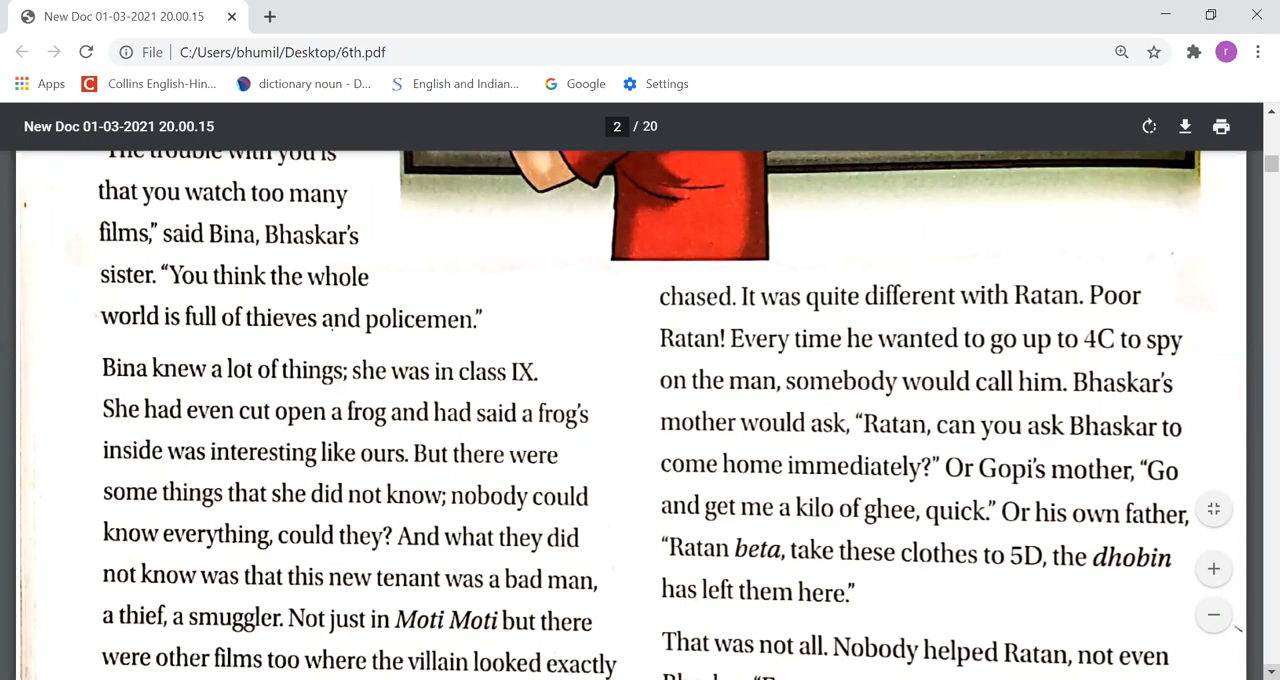 New Doc 01-03-2021 20.00.15
File C:/Users/bhumil/Desktop/6th.pdf
r
Apps Collins English-Hin... dictionary noun - D... English and Indian... Google Settings
New Doc 01-03-2021 20.00.15 2 / 20
"The trouble with you is
that you watch too many
films," said Bina, Bhaskar's
sister. "You think the whole
world is full of thieves and policemen."
Bina knew a lot of things; she was in class IX.
She had even cut open a frog and had said a frog's
inside was interesting like ours. But there were
some things that she did not know; nobody could
know everything, could they? And what they did
not know was that this new tenant was a bad man,
a thief, a smuggler. Not just in Moti Moti but there
were other films too where the villain looked exactly
chased. It was quite different with Ratan. Poor
Ratan! Every time he wanted to go up to 4C to spy
on the man, somebody would call him. Bhaskar's
mother would ask, "Ratan, can you ask Bhaskar to
come home immediately?" Or Gopi's mother, "Go
and get me a kilo of ghee, quick." Or his own father,
"Ratan beta, take these clothes to 5D, the dhobin
has left them here."
That was not all. Nobody helped Ratan, not even